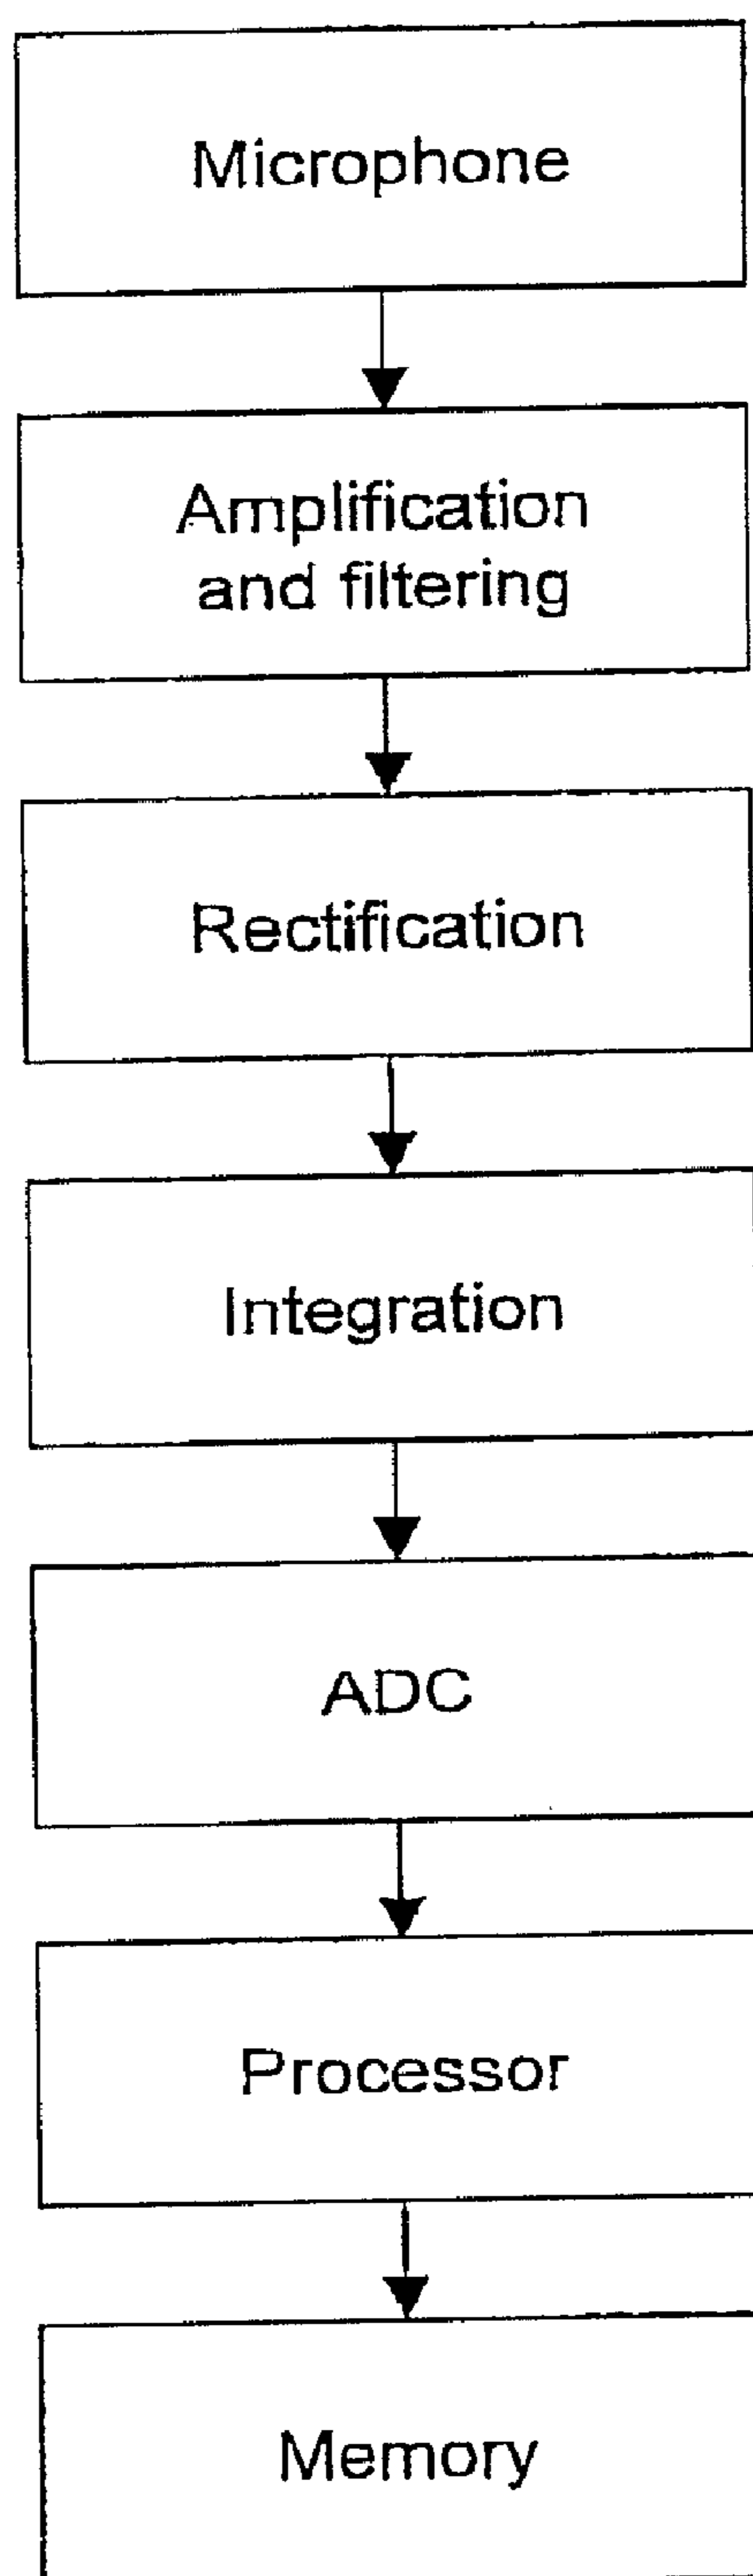 Microphone
Amplification
and filtering
Rectification
Integration
ADC
Processor
Memory